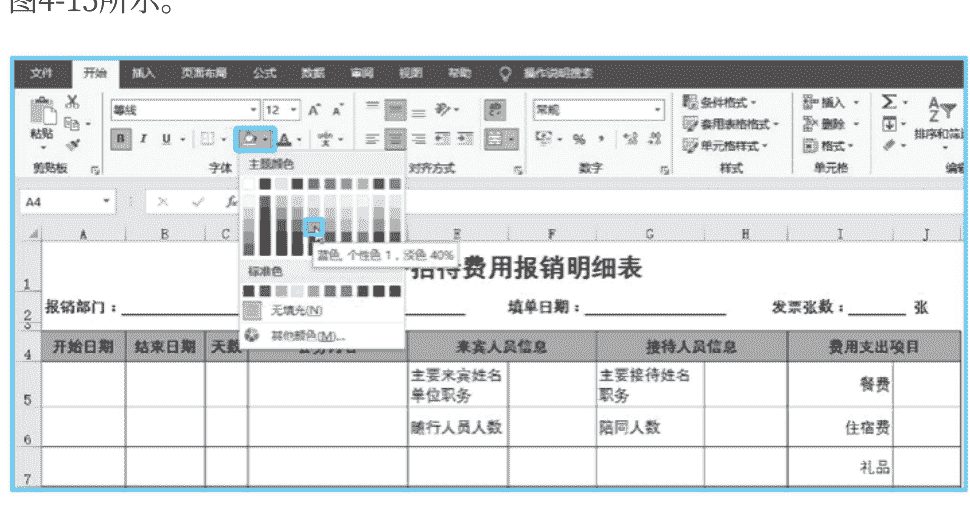 图4-15所示。
文件 开始 插入 页面布局 公式 数据 审阅 视图 帮助 操作说明搜索
等线 12 常规 条件格式 插入
粘贴 套用表格格式 删除
B I U % 单元格样式 格式 排序和筛选
剪贴板 字体 对齐方式 数字 样式 单元格 编辑
主题颜色
A4 fx
A B C E F G H I J
蓝色, 个性色 1, 淡色 40%
标准色
无填充(N)
其他颜色(M)...
1 招待费用报销明细表
2 报销部门: 填单日期: 发票张数: 张
3
4 开始日期 结束日期 天数 来宾人员信息 接待人员信息 费用支出项目
5 主要来宾姓名 主要接待姓名 餐费
单位职务 职务
6 随行人员人数 陪同人数 住宿费
7 礼品